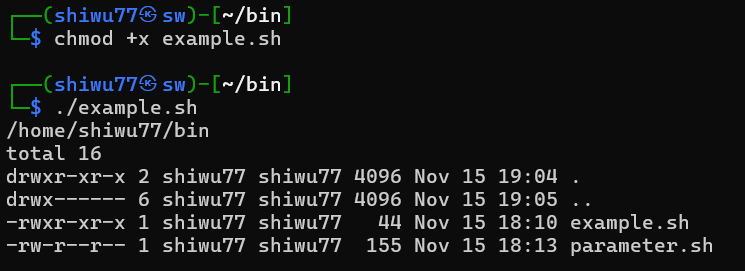 ┌──(shiwu77㉿sw)-[~/bin]
└─$ chmod +x example.sh
┌──(shiwu77㉿sw)-[~/bin]
└─$ ./example.sh
/home/shiwu77/bin
total 16
drwxr-xr-x 2 shiwu77 shiwu77 4096 Nov 15 19:04 .
drwx------ 6 shiwu77 shiwu77 4096 Nov 15 19:05 ..
-rwxr-xr-x 1 shiwu77 shiwu77   44 Nov 15 18:10 example.sh
-rw-r--r-- 1 shiwu77 shiwu77  155 Nov 15 18:13 parameter.sh